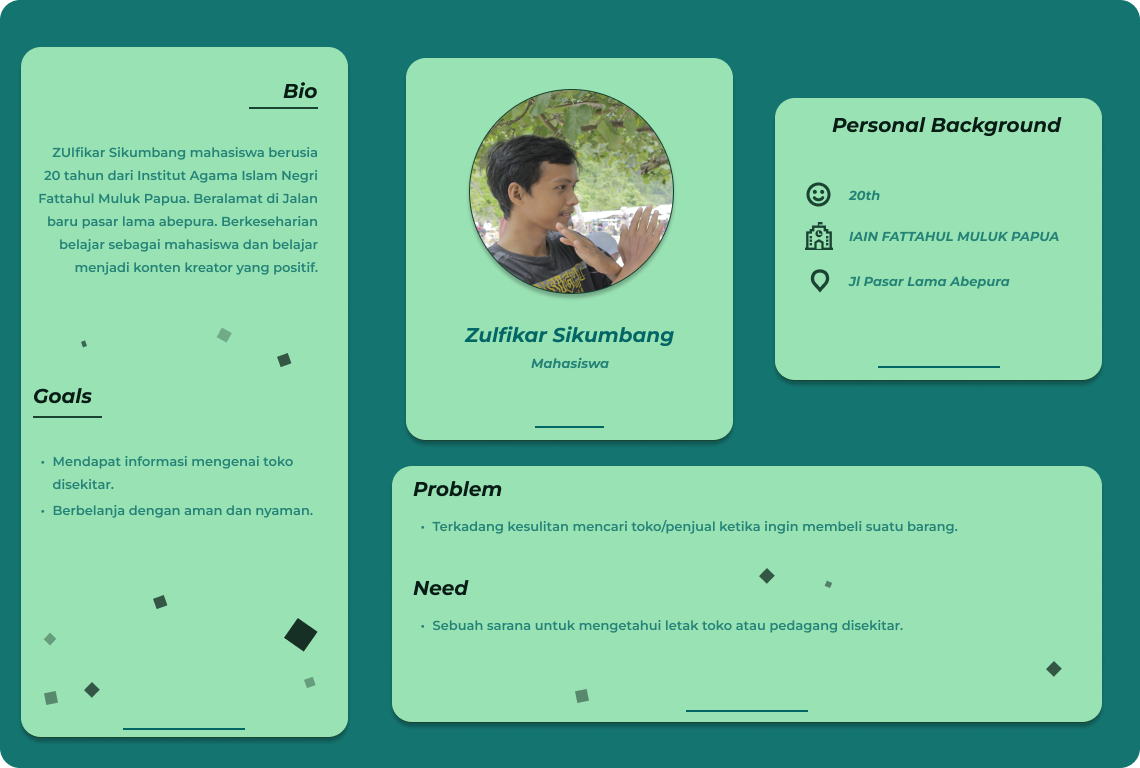 Bio
ZUlfikar Sikumbang mahasiswa berusia
20 tahun dari Institut Agama Islam Negri
Fattahul Muluk Papua. Beralamat di Jalan
baru pasar lama abepura. Berkeseharian
belajar sebagai mahasiswa dan belajar
menjadi konten kreator yang positif.
Goals
• Mendapat informasi mengenai toko
disekitar.
• Berbelanja dengan aman dan nyaman.
Zulfikar Sikumbang
Mahasiswa
Personal Background
20th
IAIN FATTAHUL MULUK PAPUA
Jl Pasar Lama Abepura
Problem
• Terkadang kesulitan mencari toko/penjual ketika ingin membeli suatu barang.
Need
• Sebuah sarana untuk mengetahui letak toko atau pedagang disekitar.